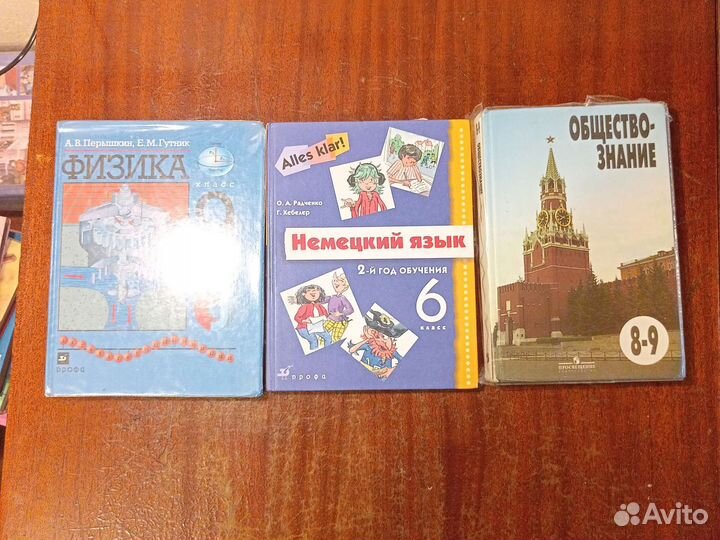 А. В. Перышкин, Е. М. Гутник
ФИЗИКА
класс
9
дрофа
Alles klar!
О. А. Радченко
Г. Хебелер
Немецкий язык
2-й год обучения
6
класс
дрофа
ОБЩЕСТВО-
ЗНАНИЕ
8-9
ПРОСВЕЩЕНИЕ
Avito